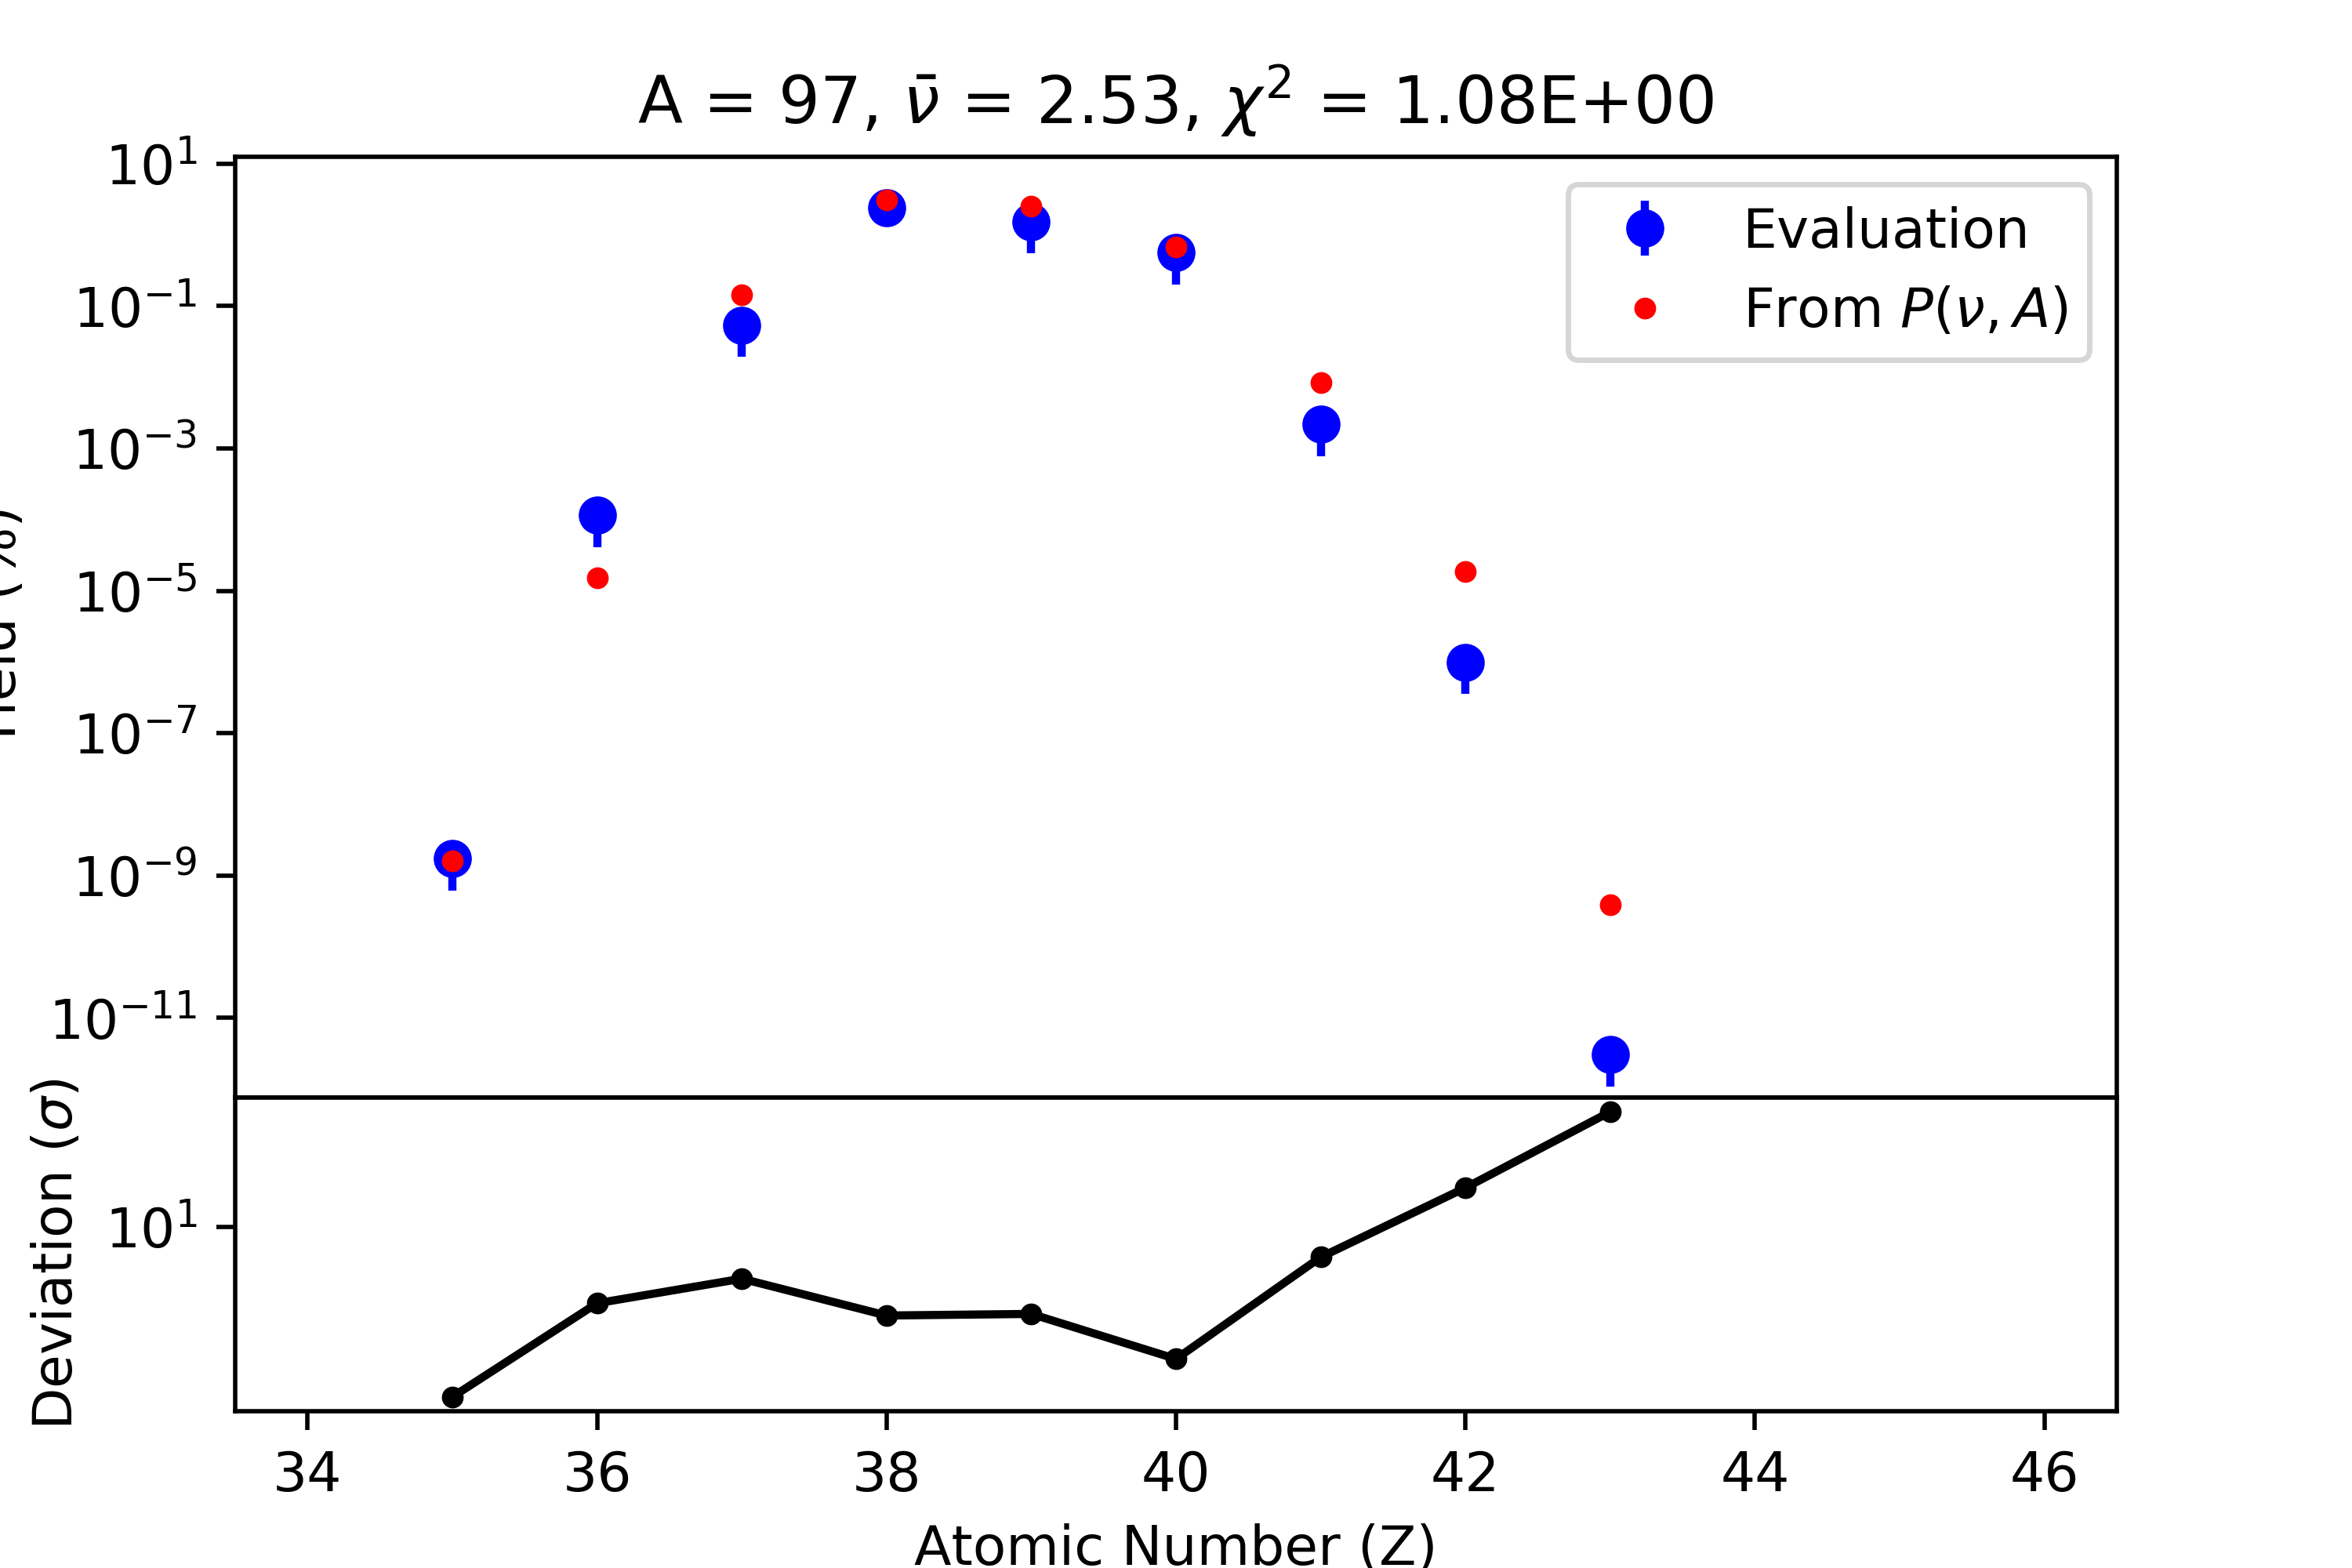 A = 97, ν̄ = 2.53, χ² = 1.08E+00
10¹
10⁻¹
10⁻³
10⁻⁵
10⁻⁷
10⁻⁹
10⁻¹¹
Evaluation
From P(ν, A)
Deviation (σ)
10¹
34 36 38 40 42 44 46
Atomic Number (Z)